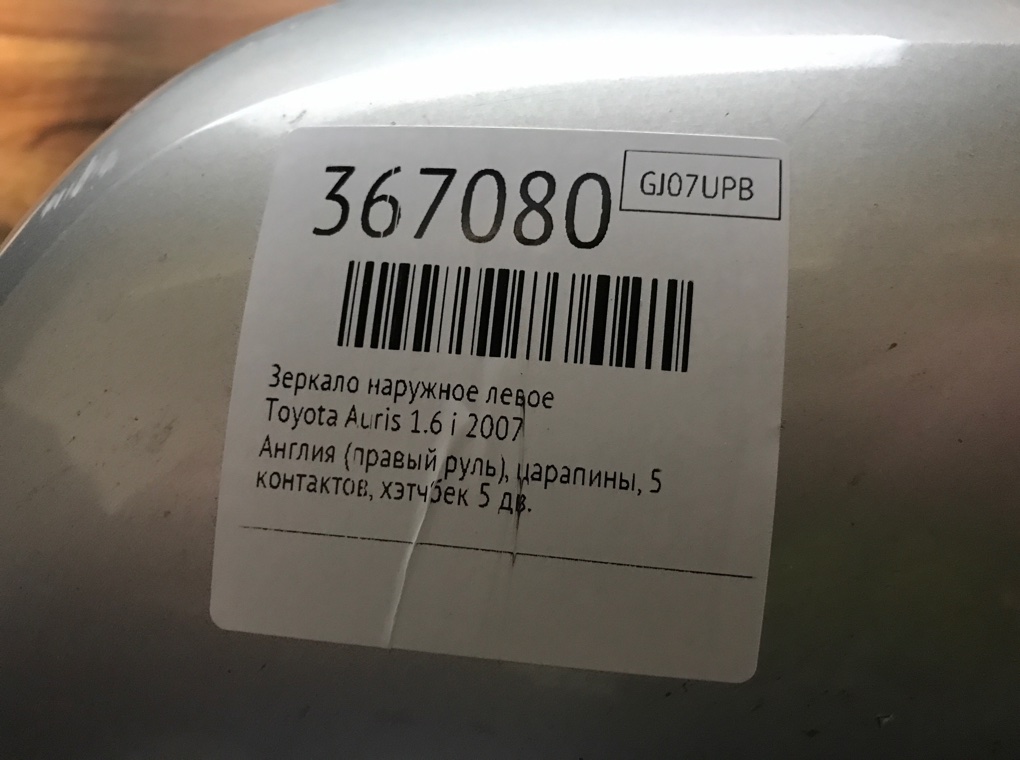 367080
GJ07UPB
Зеркало наружное левое
Toyota Auris 1.6 i 2007
Англия (правый руль), царапины, 5
контактов, хэтчбек 5 дв.